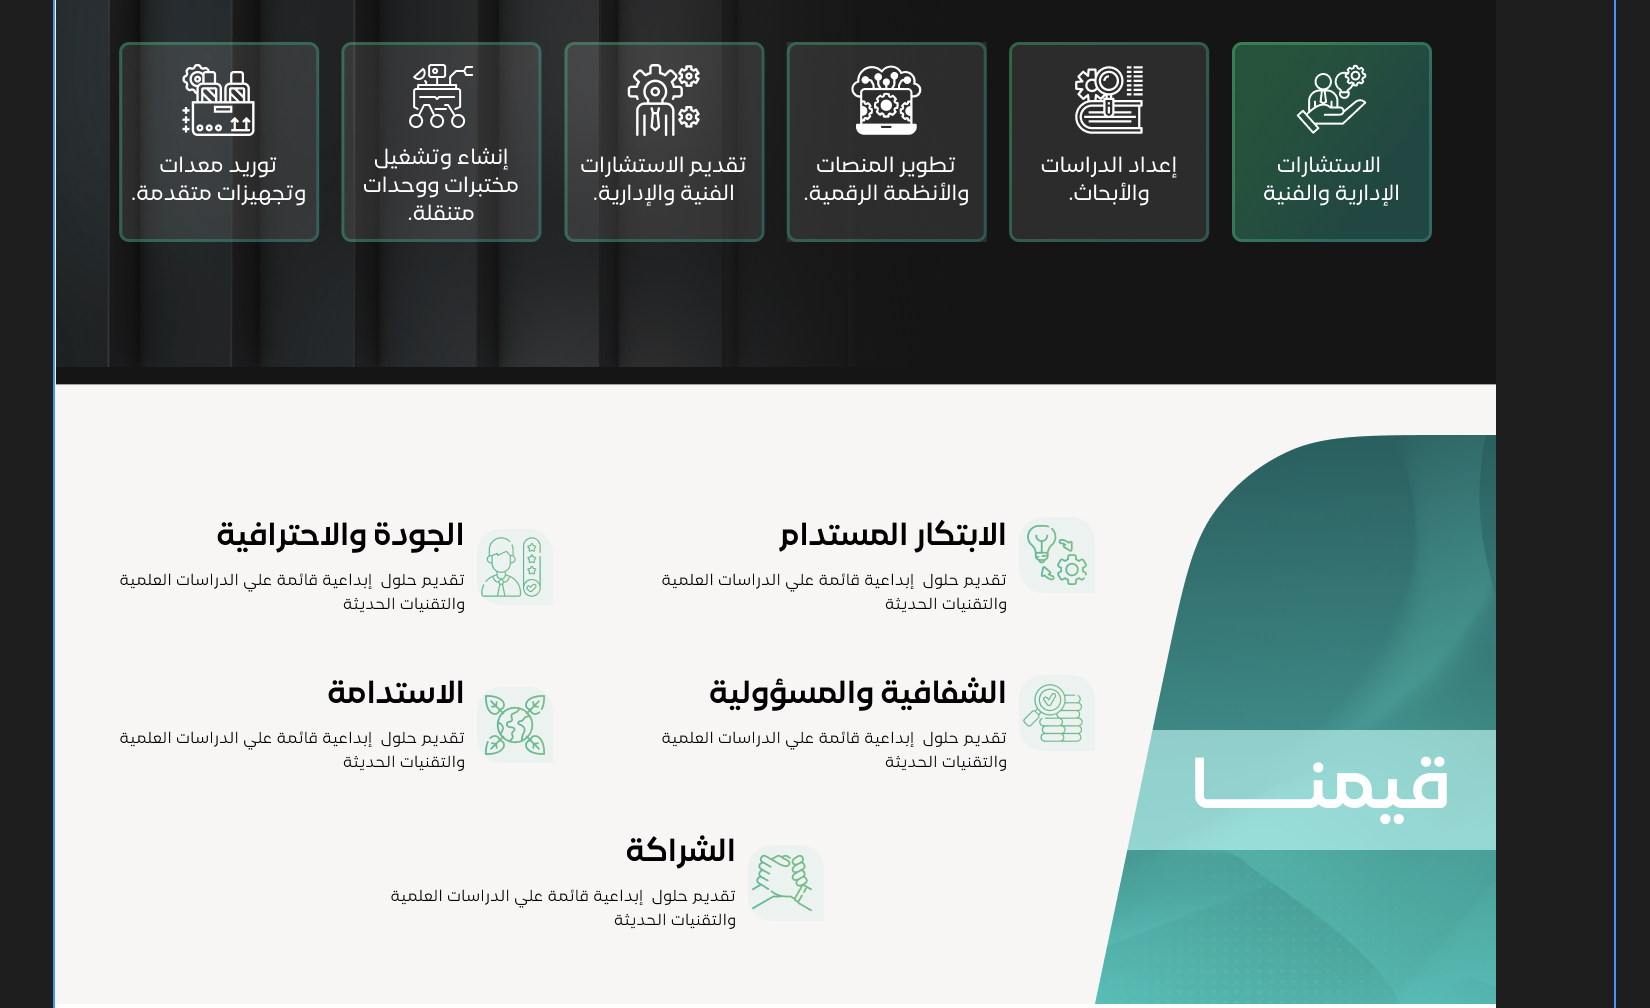 الاستشارات
الإدارية والفنية
إعداد الدراسات
والأبحاث.
تطوير المنصات
والأنظمة الرقمية.
تقديم الاستشارات
الفنية والإدارية.
إنشاء وتشغيل
مختبرات ووحدات
متنقلة.
توريد معدات
وتجهيزات متقدمة.
قيمنـــــا
الابتكار المستدام
تقديم حلول  إبداعية قائمة علي الدراسات العلمية
والتقنيات الحديثة
الجودة والاحترافية
تقديم حلول  إبداعية قائمة علي الدراسات العلمية
والتقنيات الحديثة
الشفافية والمسؤولية
تقديم حلول  إبداعية قائمة علي الدراسات العلمية
والتقنيات الحديثة
الاستدامة
تقديم حلول  إبداعية قائمة علي الدراسات العلمية
والتقنيات الحديثة
الشراكة
تقديم حلول  إبداعية قائمة علي الدراسات العلمية
والتقنيات الحديثة